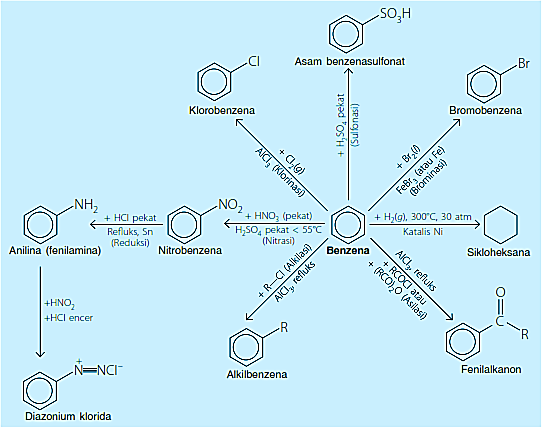 SO₃H
Asam benzenasulfonat
Cl
Klorobenzena
Br
Bromobenzena
+ Cl₂(g)
AlCl₃ (Klorinasi)
+ H₂SO₄ pekat
(Sulfonasi)
+ Br₂(l)
FeBr₃ (atau Fe)
(Brominasi)
NH₂
Anilina (fenilamina)
+ HCl pekat
Refluks, Sn
(Reduksi)
NO₂
Nitrobenzena
+ HNO₃ (pekat)
H₂SO₄ pekat < 55°C
(Nitrasi)
Benzena
+ H₂(g), 300°C, 30 atm
Katalis Ni
Sikloheksana
+HNO₂
+HCl encer
+ R—Cl (Alkilasi)
AlCl₃, refluks
AlCl₃, refluks
+ RCOCl atau
+ (RCO)₂O (Asilasi)
R
Alkilbenzena
O
C
R
Fenilalkanon
N⁺≡NCl⁻
Diazonium klorida